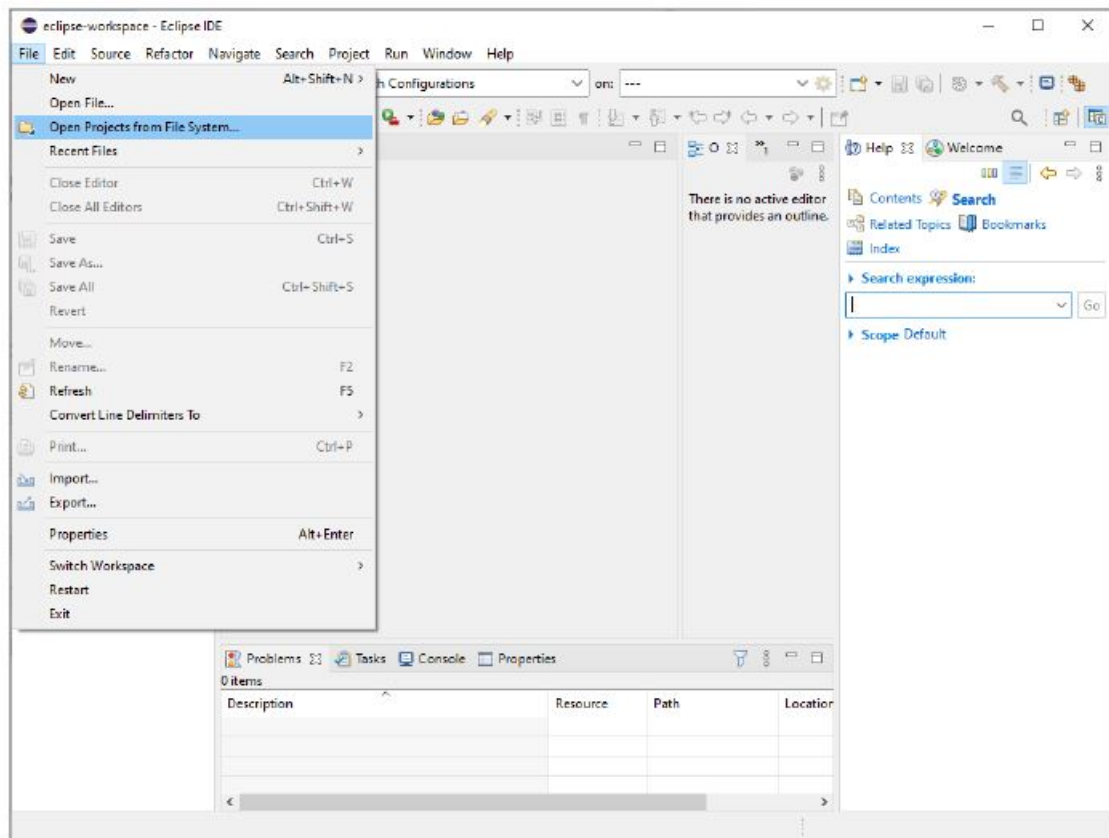 eclipse-workspace - Eclipse IDE
File Edit Source Refactor Navigate Search Project Run Window Help
New Alt+Shift+N >
Open File...
Open Projects from File System...
Recent Files >
Close Editor Ctrl+W
Close All Editors Ctrl+Shift+W
Save Ctrl+S
Save As...
Save All Ctrl+Shift+S
Revert
Move...
Rename... F2
Refresh F5
Convert Line Delimiters To >
Print... Ctrl+P
Import...
Export...
Properties Alt+Enter
Switch Workspace >
Restart
Exit
h Configurations on: ---
O 1
There is no active editor
that provides an outline.
Help Welcome
Contents Search
Related Topics Bookmarks
Index
Search expression:
Go
Scope Default
Problems Tasks Console Properties
0 items
Description Resource Path Location